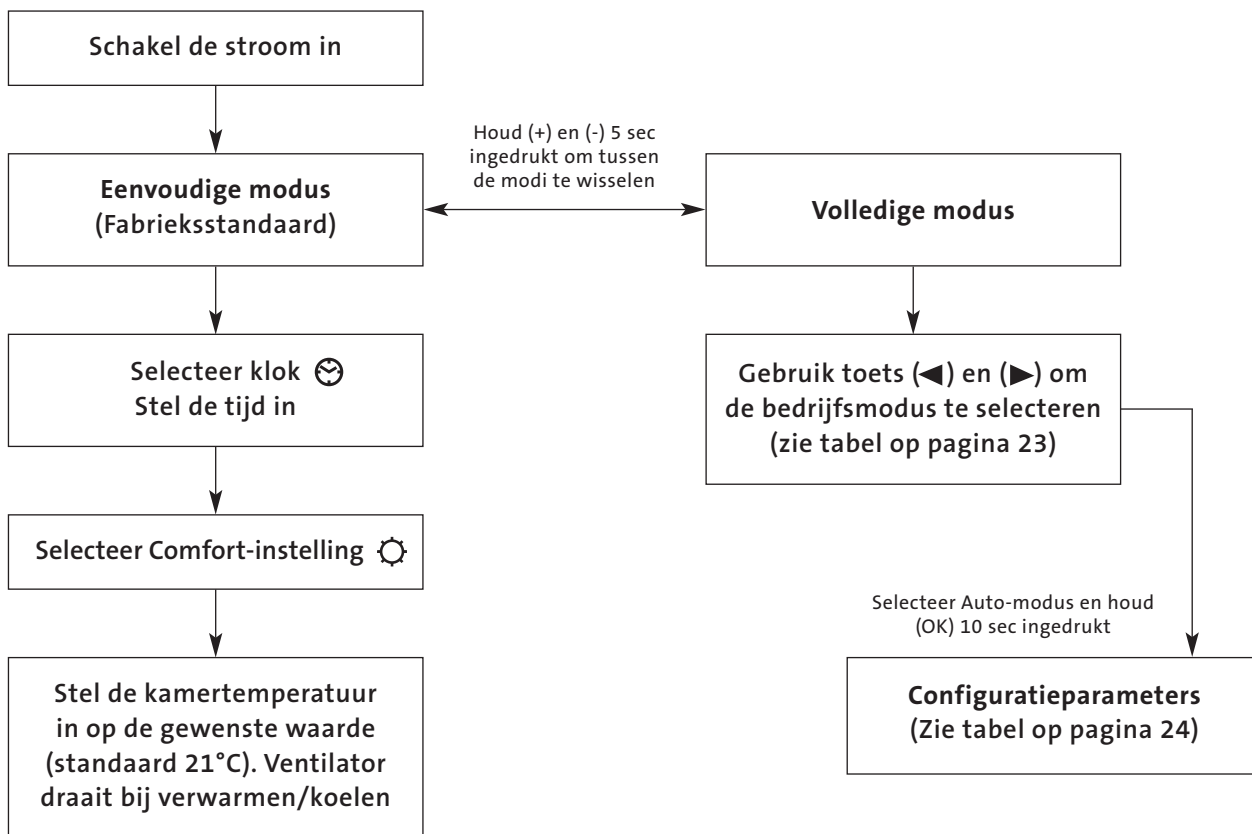 Schakel de stroom in
Houd (+) en (-) 5 sec
ingedrukt om tussen
de modi te wisselen
Eenvoudige modus
(Fabrieksstandaard)
Volledige modus
Selecteer klok
Stel de tijd in
Gebruik toets (◀) en (▶) om
de bedrijfsmodus te selecteren
(zie tabel op pagina 23)
Selecteer Comfort-instelling
Selecteer Auto-modus en houd
(OK) 10 sec ingedrukt
Stel de kamertemperatuur
in op de gewenste waarde
(standaard 21°C). Ventilator
draait bij verwarmen/koelen
Configuratieparameters
(Zie tabel op pagina 24)